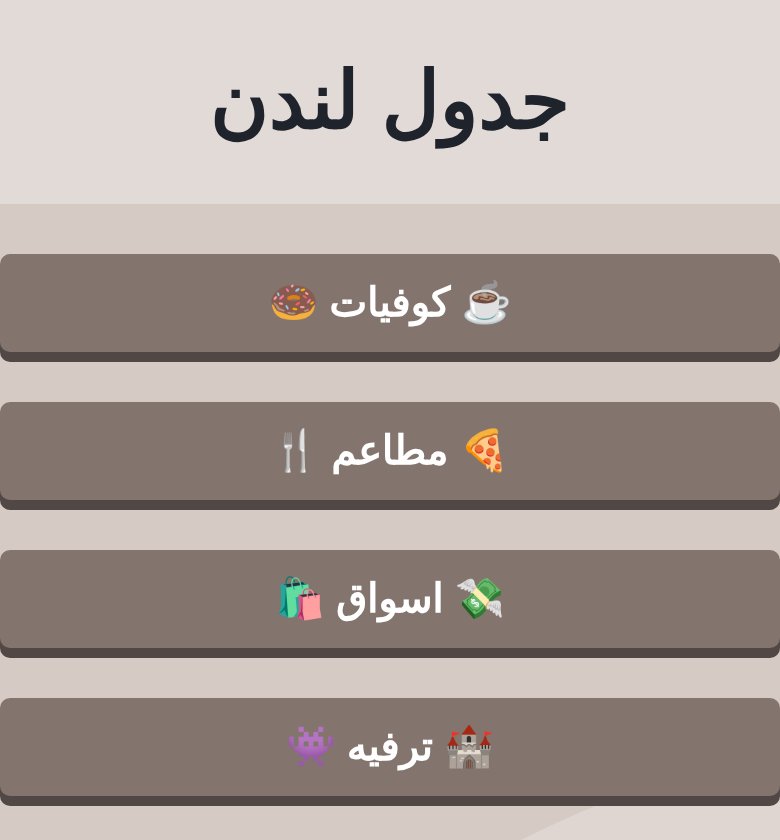 جدول لندن
☕ كوفيات 🍩
🍕 مطاعم 🍴
💸 اسواق 🛍️
🏰 ترفيه 👾